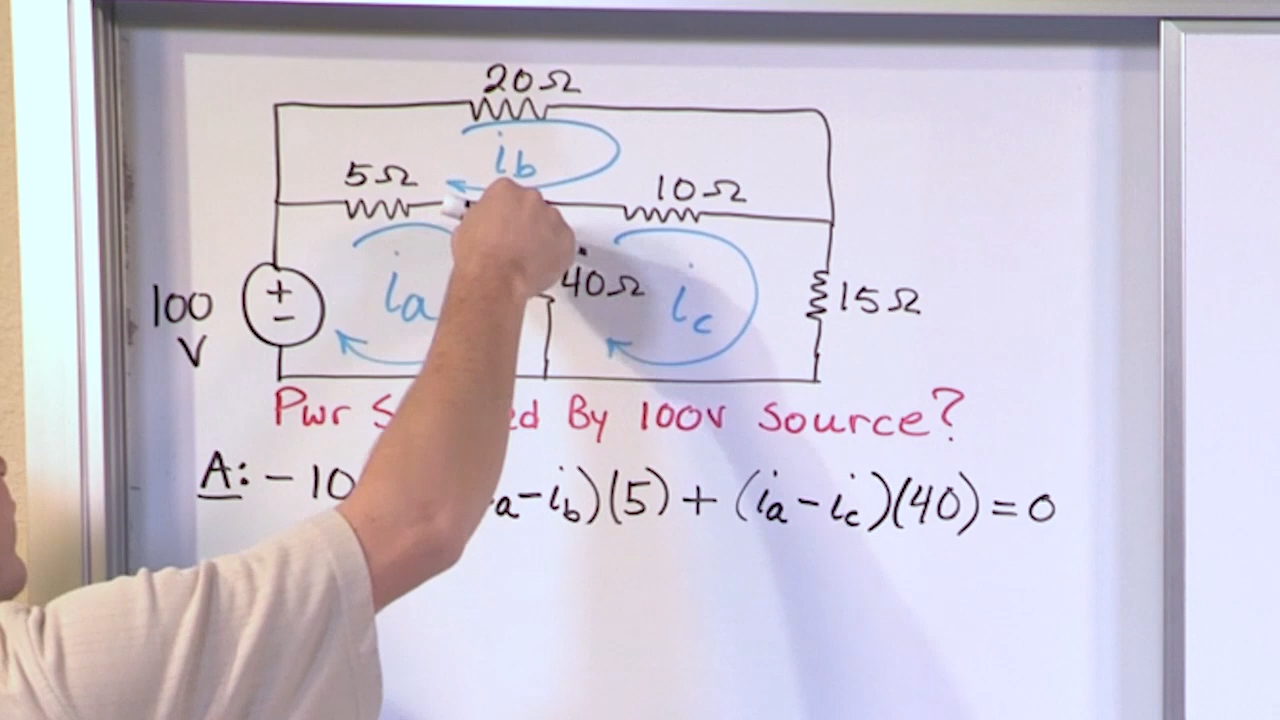 20Ω
ib
5Ω
10Ω
ia
40Ω
ic
15Ω
100
V
+
−
Pwr By 100V Source?
A: − 10 a−ib)(5) + (ia−ic)(40) = 0